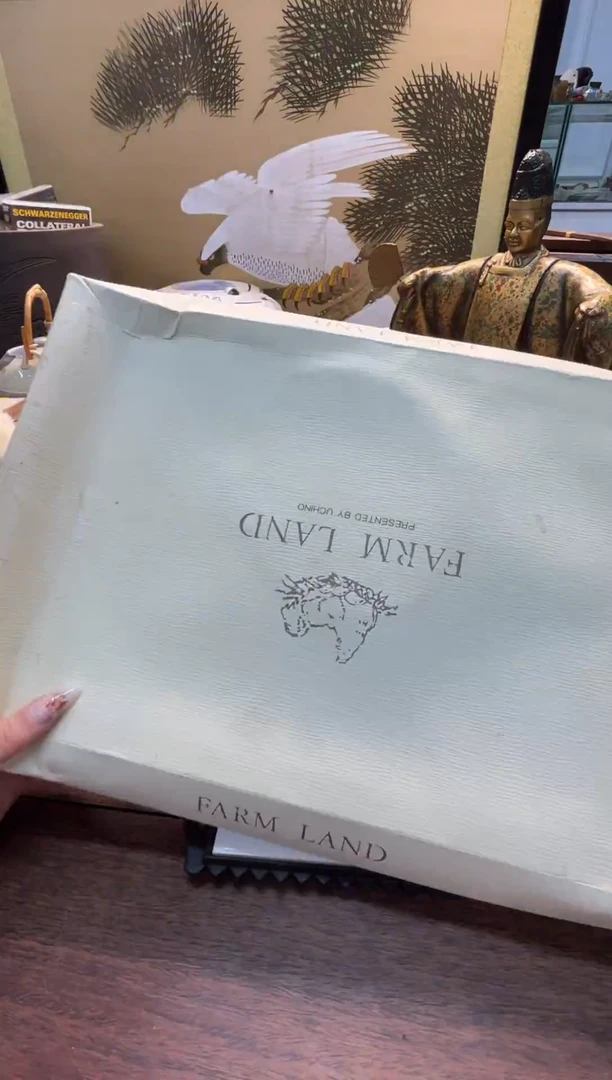 SCHWARZENEGGER
COLLATERAL
FARM LAND
PRESENTED BY UCHINO
FARM LAND